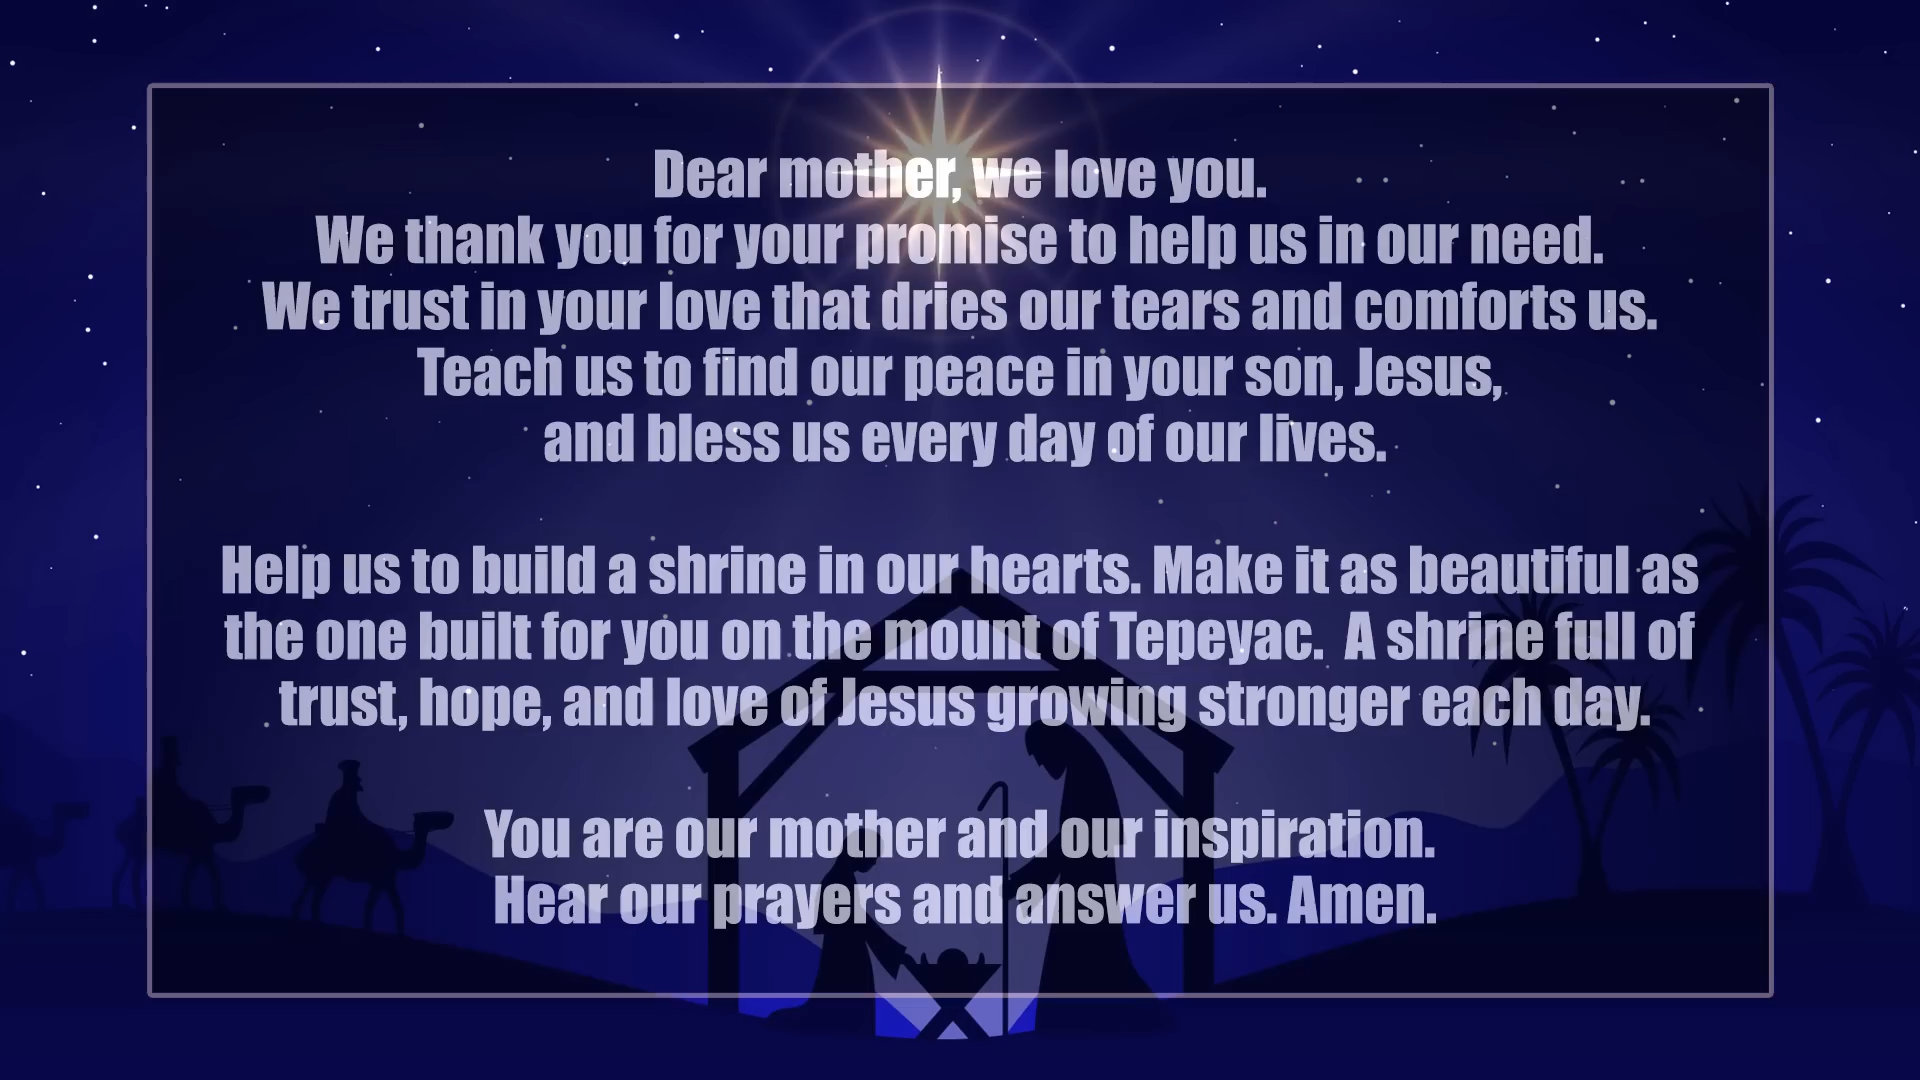 Dear mother, we love you.
We thank you for your promise to help us in our need.
We trust in your love that dries our tears and comforts us.
Teach us to find our peace in your son, Jesus,
and bless us every day of our lives.
Help us to build a shrine in our hearts. Make it as beautiful as
the one built for you on the mount of Tepeyac.  A shrine full of
trust, hope, and love of Jesus growing stronger each day.
You are our mother and our inspiration.
Hear our prayers and answer us. Amen.